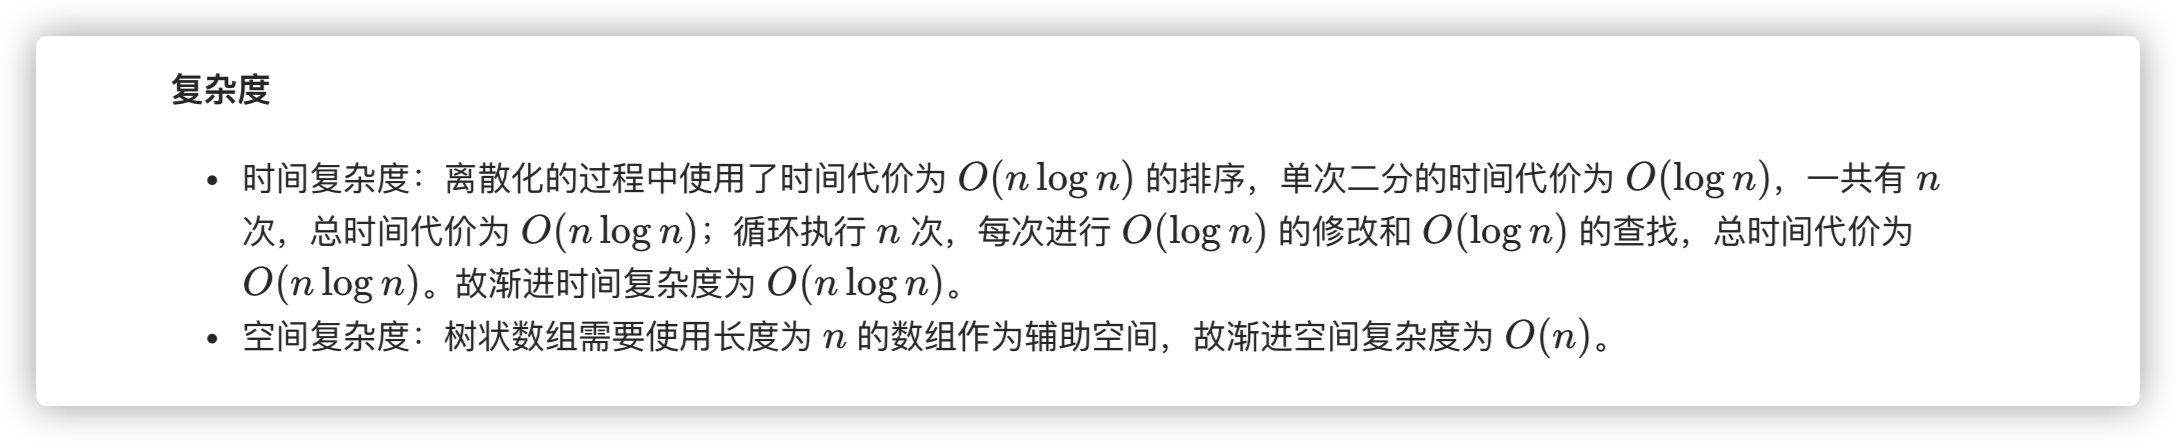 复杂度
• 时间复杂度：离散化的过程中使用了时间代价为 O(n log n) 的排序，单次二分的时间代价为 O(log n)，一共有 n
次，总时间代价为 O(n log n)；循环执行 n 次，每次进行 O(log n) 的修改和 O(log n) 的查找，总时间代价为
O(n log n)。故渐进时间复杂度为 O(n log n)。
• 空间复杂度：树状数组需要使用长度为 n 的数组作为辅助空间，故渐进空间复杂度为 O(n)。